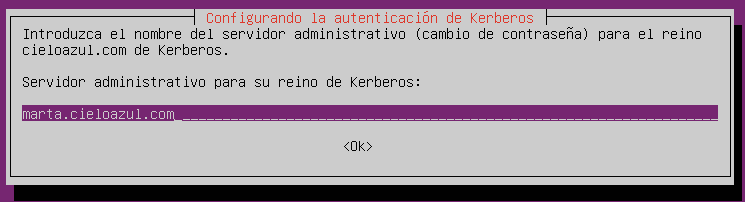 Configurando la autenticación de Kerberos
Introduzca el nombre del servidor administrativo (cambio de contraseña) para el reino
cieloazul.com de Kerberos.
Servidor administrativo para su reino de Kerberos:
marta.cieloazul.com
<Ok>